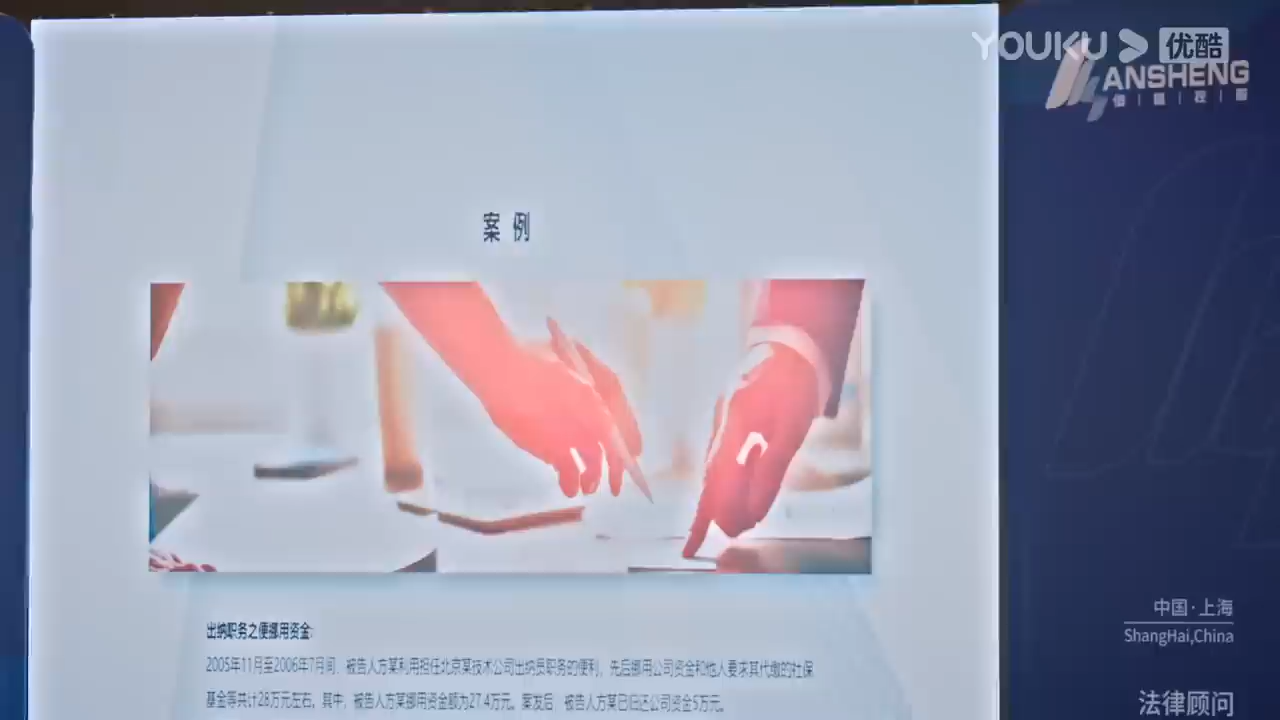 YOUKU 优酷
ANSHENG
案例
出纳职务之便挪用资金:
2005年11月至2006年7月间，被告人方某利用担任北京某技术公司出纳员职务的便利，先后挪用公司资金和他人要求其代缴的社保
基金等共计28万元左右，其中，被告人方某挪用资金额为27.4万元。案发后，被告人方某已归还公司资金5万元。
中国·上海
ShangHai,China
法律顾问